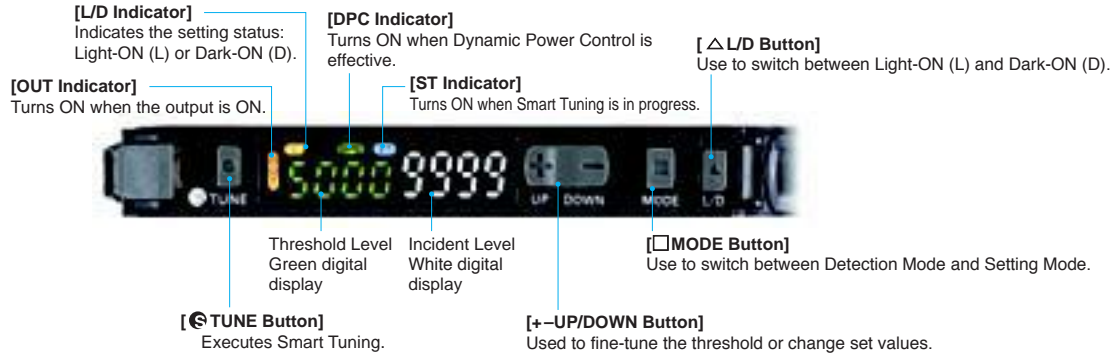 [L/D Indicator]
Indicates the setting status:
Light-ON (L) or Dark-ON (D).
[DPC Indicator]
Turns ON when Dynamic Power Control is
effective.
[ △L/D Button]
Use to switch between Light-ON (L) and Dark-ON (D).
[OUT Indicator]
Turns ON when the output is ON.
[ST Indicator]
Turns ON when Smart Tuning is in progress.
5000 9999
TUNE UP DOWN MODE L/D
Threshold Level
Green digital
display
Incident Level
White digital
display
[□MODE Button]
Use to switch between Detection Mode and Setting Mode.
[ S TUNE Button]
Executes Smart Tuning.
[+−UP/DOWN Button]
Used to fine-tune the threshold or change set values.